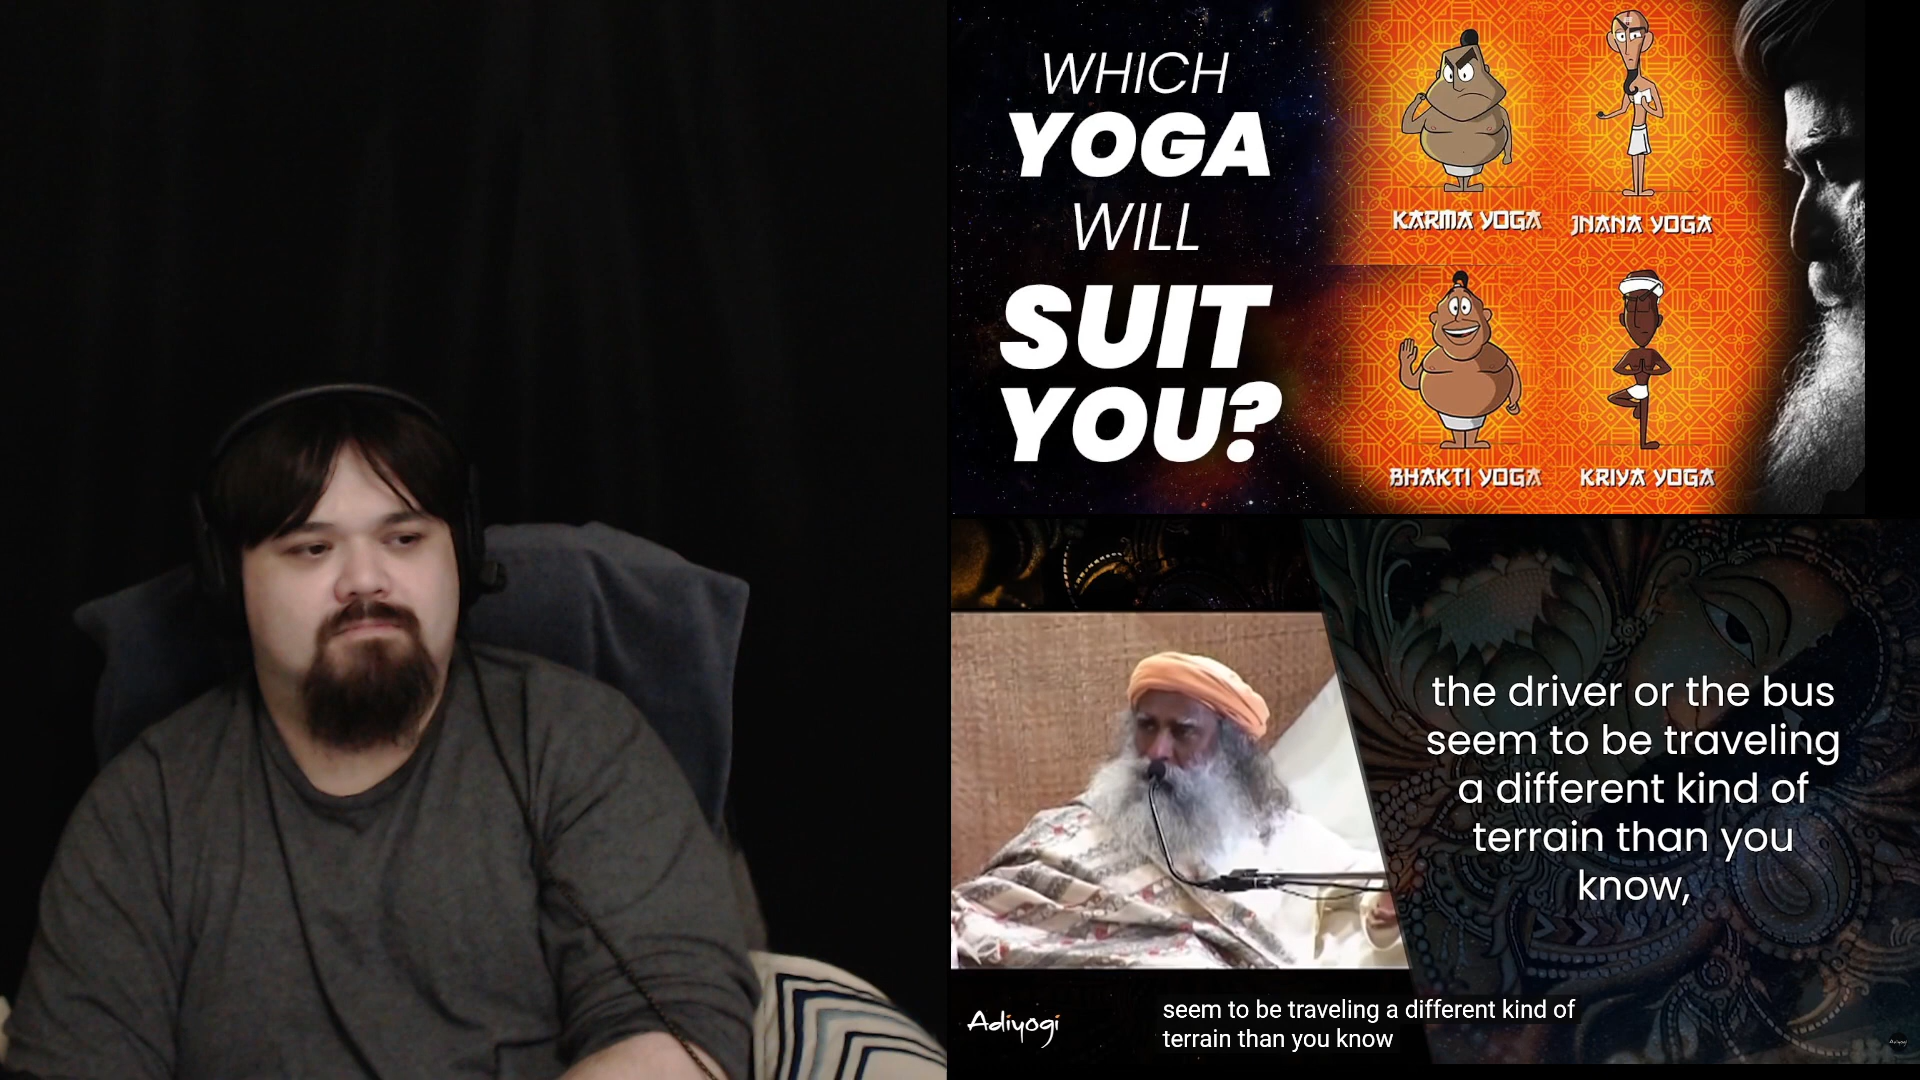 WHICH
YOGA
WILL
SUIT
YOU?
KARMA YOGA
JNANA YOGA
BHAKTI YOGA
KRIYA YOGA
the driver or the bus
seem to be traveling
a different kind of
terrain than you
know,
Adiyogi
seem to be traveling a different kind of
terrain than you know